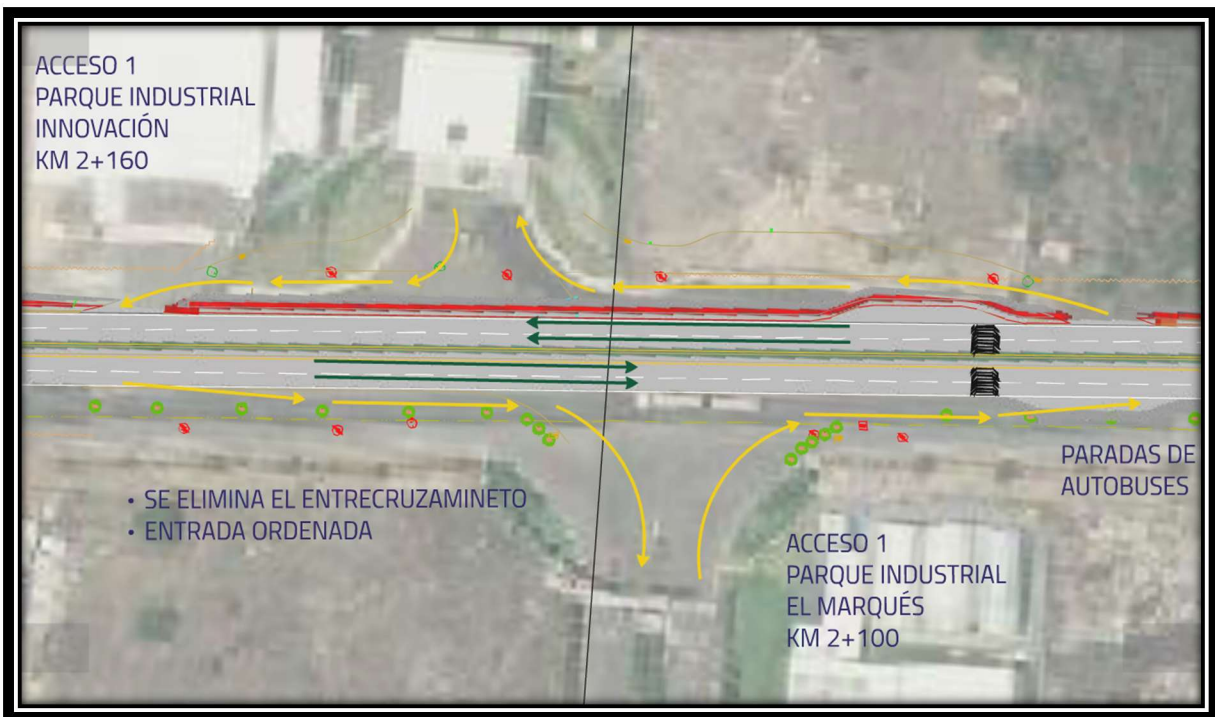 ACCESO 1
PARQUE INDUSTRIAL
INNOVACIÓN
KM 2+160
PARADAS DE
AUTOBUSES
• SE ELIMINA EL ENTRECRUZAMINETO
• ENTRADA ORDENADA
ACCESO 1
PARQUE INDUSTRIAL
EL MARQUÉS
KM 2+100